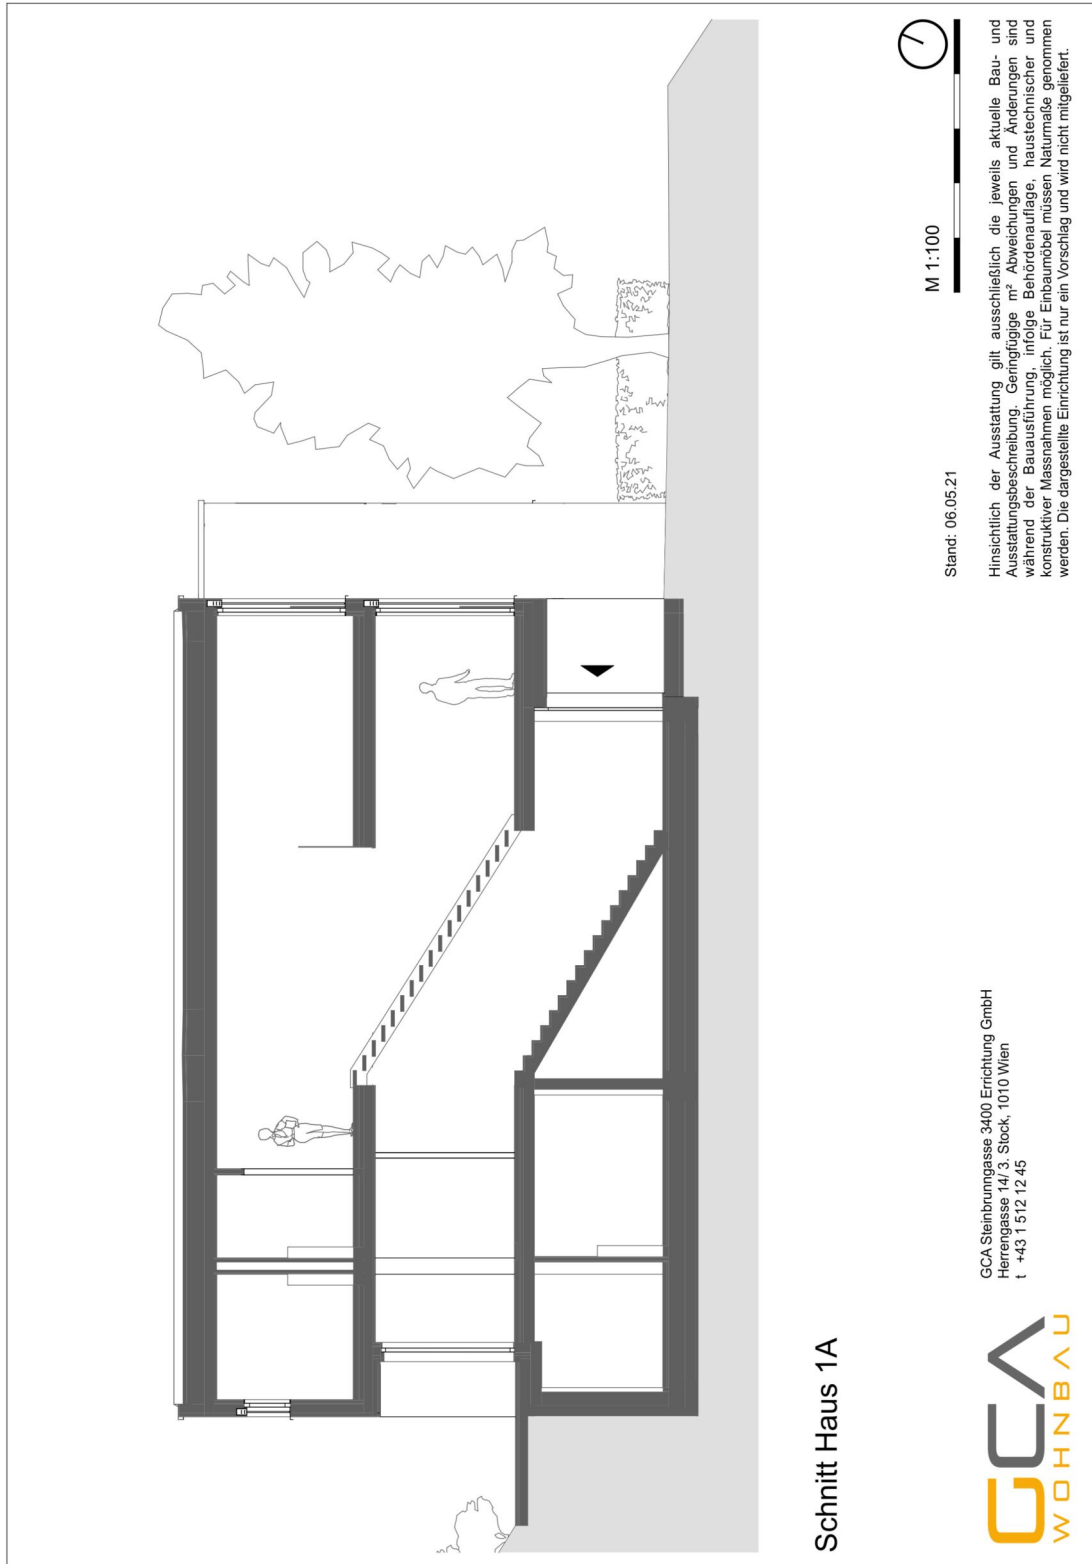 Schnitt Haus 1A
GCA
WOHNBAU
GCA Steinbrunngasse 3400 Errichtung GmbH
Herrengasse 14/ 3. Stock, 1010 Wien
t +43 1 512 12 45
Stand: 06.05.21
M 1:100
Hinsichtlich der Ausstattung gilt ausschließlich die jeweils aktuelle Bau- und
Ausstattungsbeschreibung. Geringfügige m² Abweichungen und Änderungen sind
während der Bauausführung, infolge Behördenauflage, haustechnischer und
konstruktiver Massnahmen möglich. Für Einbaumöbel müssen Naturmaße genommen
werden. Die dargestellte Einrichtung ist nur ein Vorschlag und wird nicht mitgeliefert.